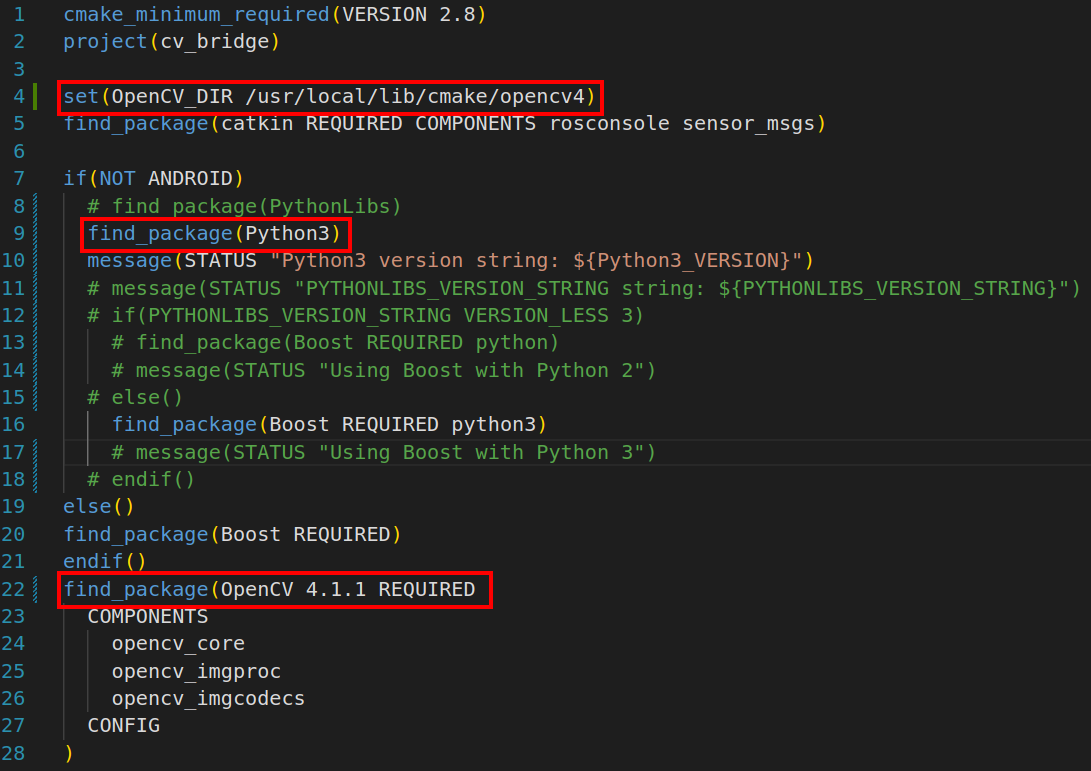 1 cmake_minimum_required(VERSION 2.8)
2 project(cv_bridge)
3
4 set(OpenCV_DIR /usr/local/lib/cmake/opencv4)
5 find_package(catkin REQUIRED COMPONENTS rosconsole sensor_msgs)
6
7 if(NOT ANDROID)
8   # find_package(PythonLibs)
9   find_package(Python3)
10   message(STATUS "Python3 version string: ${Python3_VERSION}")
11   # message(STATUS "PYTHONLIBS_VERSION_STRING string: ${PYTHONLIBS_VERSION_STRING}")
12   # if(PYTHONLIBS_VERSION_STRING VERSION_LESS 3)
13     # find_package(Boost REQUIRED python)
14     # message(STATUS "Using Boost with Python 2")
15   # else()
16     find_package(Boost REQUIRED python3)
17     # message(STATUS "Using Boost with Python 3")
18   # endif()
19 else()
20 find_package(Boost REQUIRED)
21 endif()
22 find_package(OpenCV 4.1.1 REQUIRED
23   COMPONENTS
24     opencv_core
25     opencv_imgproc
26     opencv_imgcodecs
27   CONFIG
28 )